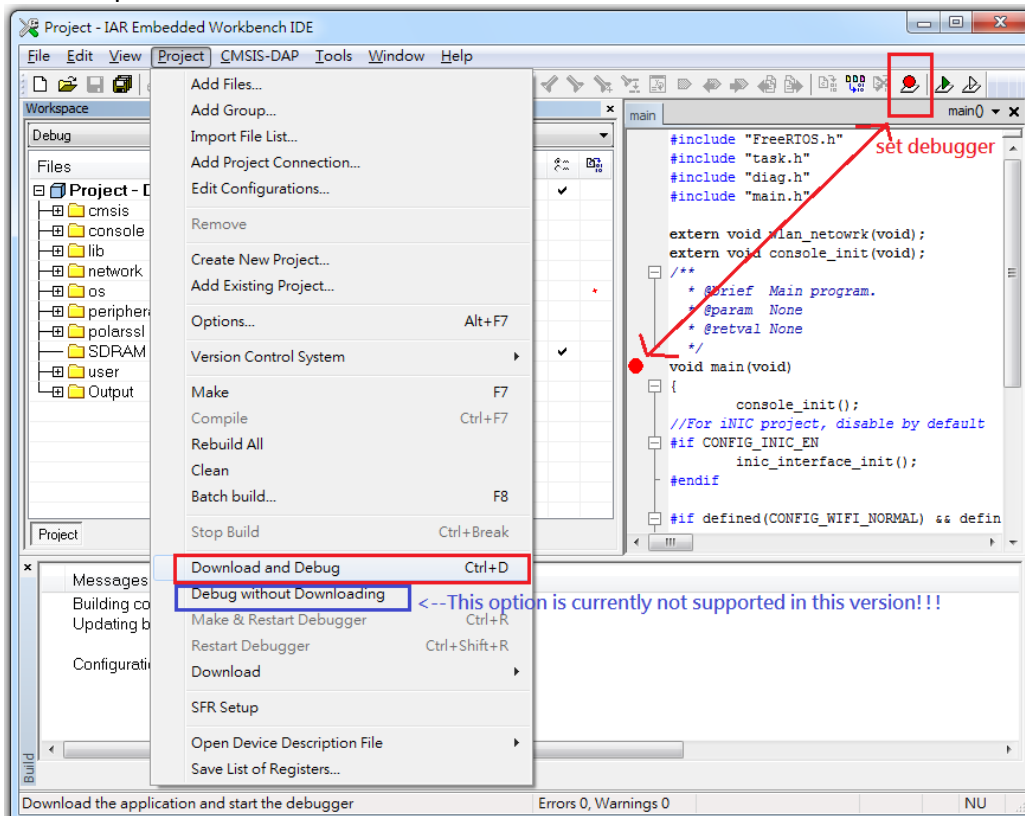 Project - IAR Embedded Workbench IDE
File Edit View Project CMSIS-DAP Tools Window Help
Workspace
Debug
Files
Project - D
cmsis
console
lib
network
os
periphera
polarssl
SDRAM
user
Output
Project
Add Files...
Add Group...
Import File List...
Add Project Connection...
Edit Configurations...
Remove
Create New Project...
Add Existing Project...
Options... Alt+F7
Version Control System
Make F7
Compile Ctrl+F7
Rebuild All
Clean
Batch build... F8
Stop Build Ctrl+Break
Download and Debug Ctrl+D
Debug without Downloading
Make & Restart Debugger Ctrl+R
Restart Debugger Ctrl+Shift+R
Download
SFR Setup
Open Device Description File
Save List of Registers...
<--This option is currently not supported in this version!!!
main
main()
set debugger
#include "FreeRTOS.h"
#include "task.h"
#include "diag.h"
#include "main.h"
extern void wlan_netowrk(void);
extern void console_init(void);
/**
* @brief Main program.
* @param None
* @retval None
*/
void main(void)
{
console_init();
//For iNIC project, disable by default
#if CONFIG_INIC_EN
inic_interface_init();
#endif
#if defined(CONFIG_WIFI_NORMAL) && defin
Messages
Building co
Updating b
Configurati
Build
Download the application and start the debugger
Errors 0, Warnings 0
NU